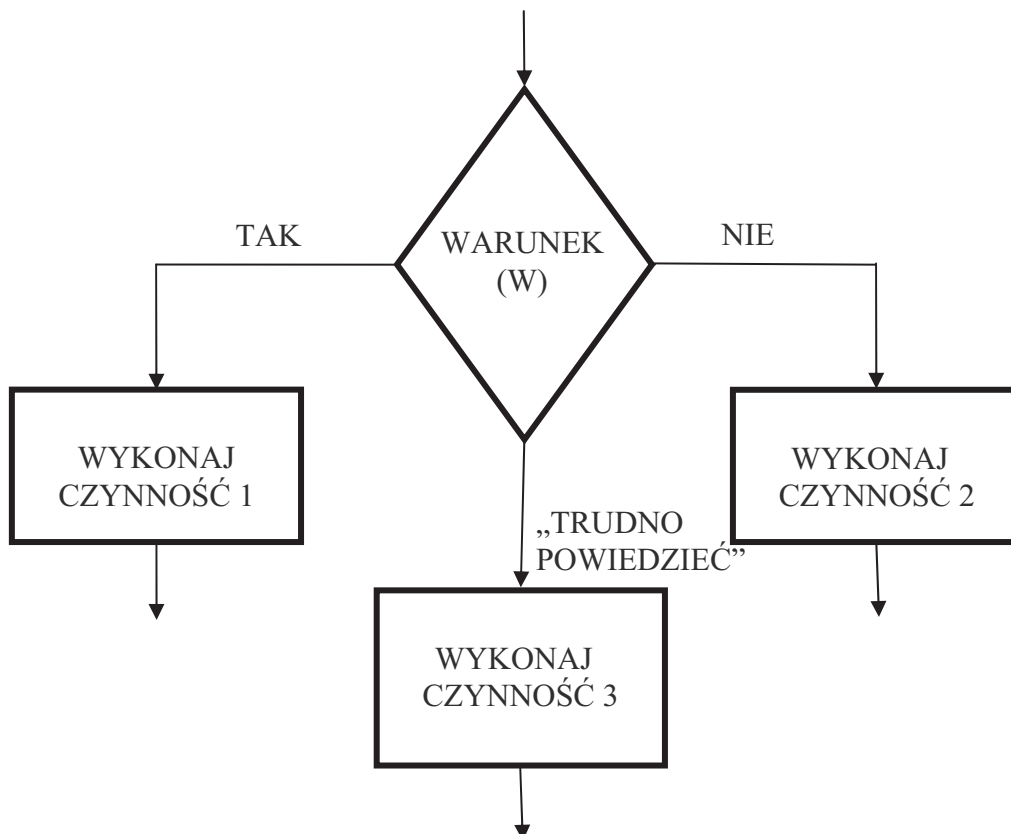 TAK
WARUNEK
(W)
NIE
WYKONAJ
CZYNNOŚĆ 1
WYKONAJ
CZYNNOŚĆ 2
„TRUDNO
POWIEDZIEĆ”
WYKONAJ
CZYNNOŚĆ 3